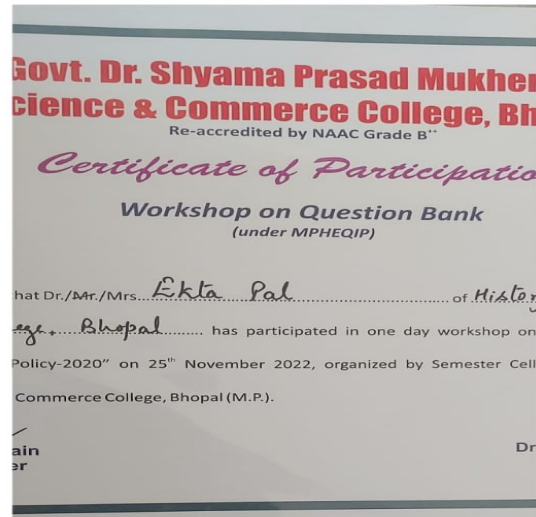 Govt. Dr. Shyama Prasad Mukher
cience & Commerce College, Bh
Re-accredited by NAAC Grade B++
Certificate of Participatio
Workshop on Question Bank
(under MPHEQIP)
hat Dr./Mr./Mrs. Ekta Pal of Histor
ege, Bhopal has participated in one day workshop on
Policy-2020" on 25th November 2022, organized by Semester Cell
Commerce College, Bhopal (M.P.).
ain Dr
er